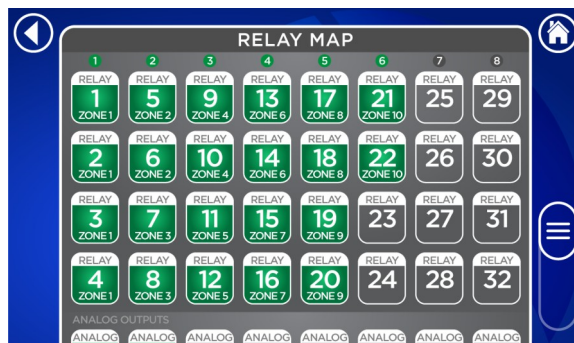 RELAY MAP
1 2 3 4 5 6 7 8
RELAY RELAY RELAY RELAY RELAY RELAY RELAY RELAY
1 5 9 13 17 21 25 29
ZONE 1 ZONE 2 ZONE 4 ZONE 6 ZONE 8 ZONE 10
RELAY RELAY RELAY RELAY RELAY RELAY RELAY RELAY
2 6 10 14 18 22 26 30
ZONE 1 ZONE 2 ZONE 4 ZONE 6 ZONE 8 ZONE 10
RELAY RELAY RELAY RELAY RELAY RELAY RELAY RELAY
3 7 11 15 19 23 27 31
ZONE 1 ZONE 2 ZONE 5 ZONE 7 ZONE 9
RELAY RELAY RELAY RELAY RELAY RELAY RELAY RELAY
4 8 12 16 20 24 28 32
ZONE 1 ZONE 3 ZONE 5 ZONE 7 ZONE 9
ANALOG OUTPUTS
ANALOG ANALOG ANALOG ANALOG ANALOG ANALOG ANALOG ANALOG